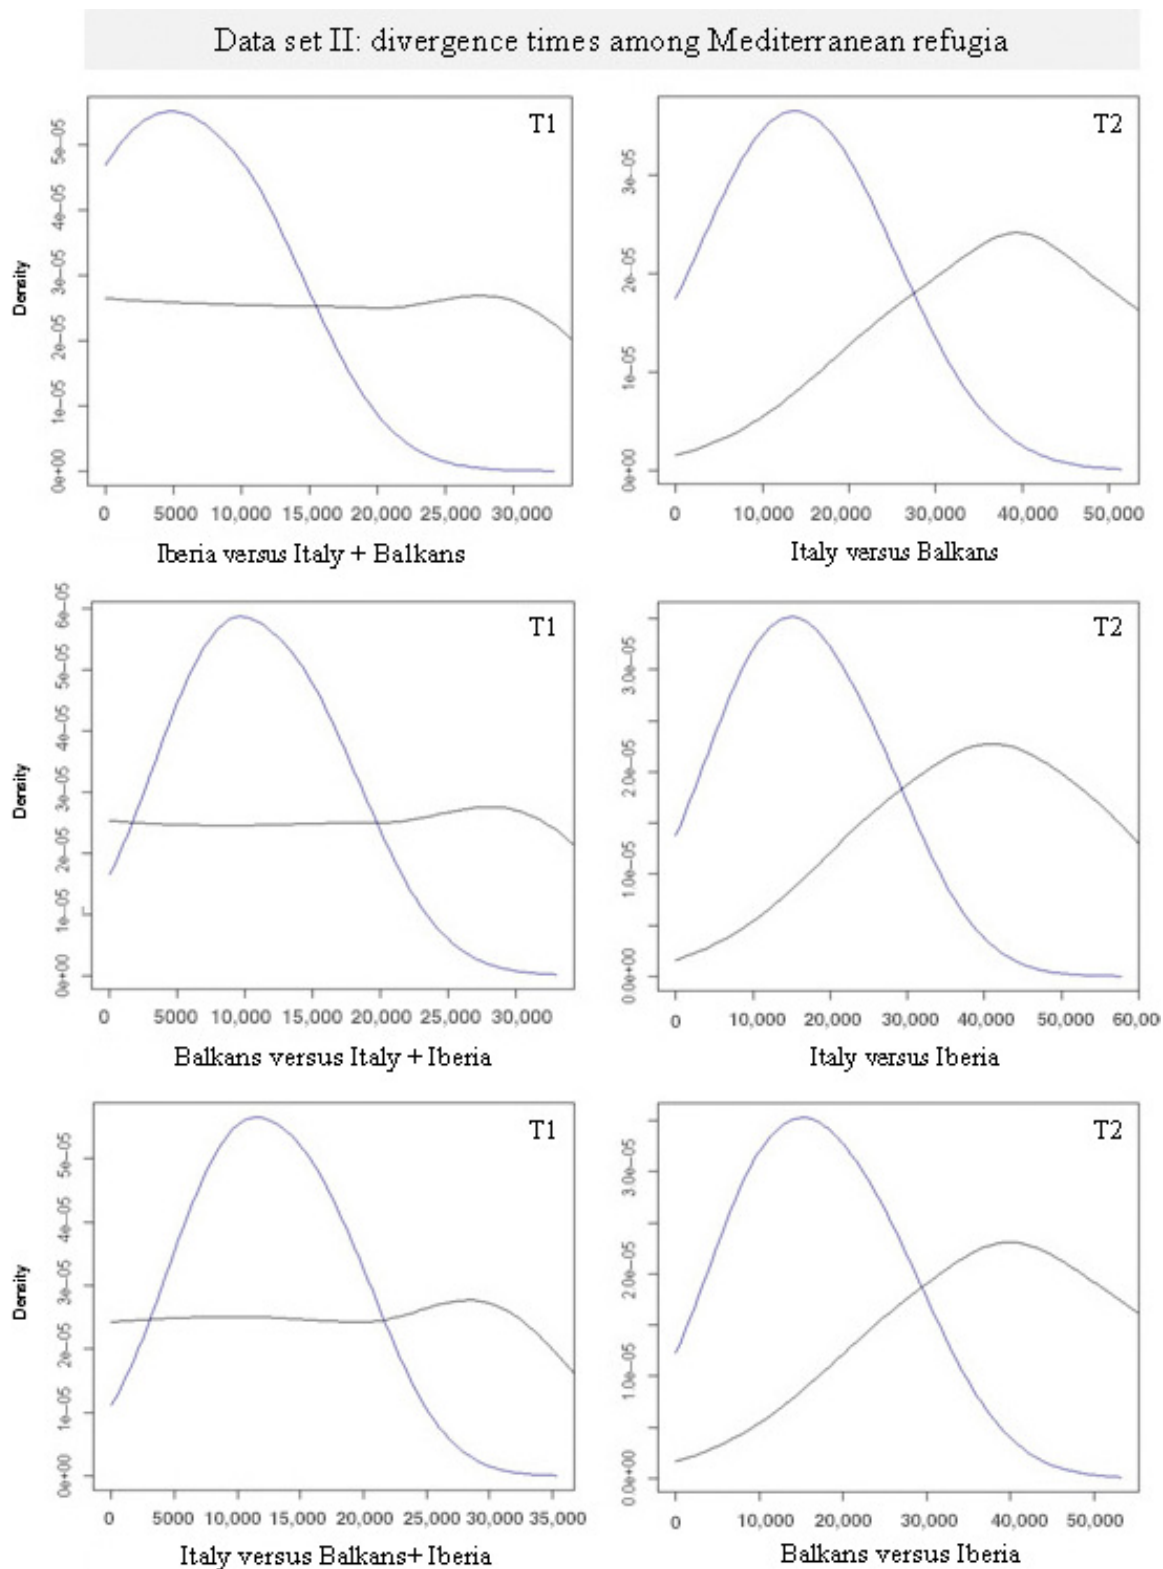 Data set II: divergence times among Mediterranean refugia
T1
Density
5e−05
4e−05
3e−05
2e−05
1e−05
0e+00
0 5000 10,000 15,000 20,000 25,000 30,000
Iberia versus Italy + Balkans
T2
3e−05
2e−05
1e−05
0e+00
0 10,000 20,000 30,000 40,000 50,000
Italy versus Balkans
T1
Density
6e−05
5e−05
4e−05
3e−05
2e−05
1e−05
0e+00
0 5000 10,000 15,000 20,000 25,000 30,000
Balkans versus Italy + Iberia
T2
3.0e−05
2.0e−05
1.0e−05
0.0e+00
0 10,000 20,000 30,000 40,000 50,000 60,00
Italy versus Iberia
T1
Density
5e−05
4e−05
3e−05
2e−05
1e−05
0e+00
0 5000 10,000 15,000 20,000 25,000 30,000 35,000
Italy versus Balkans+ Iberia
T2
3.0e−05
2.0e−05
1.0e−05
0.0e+00
0 10,000 20,000 30,000 40,000 50,000
Balkans versus Iberia